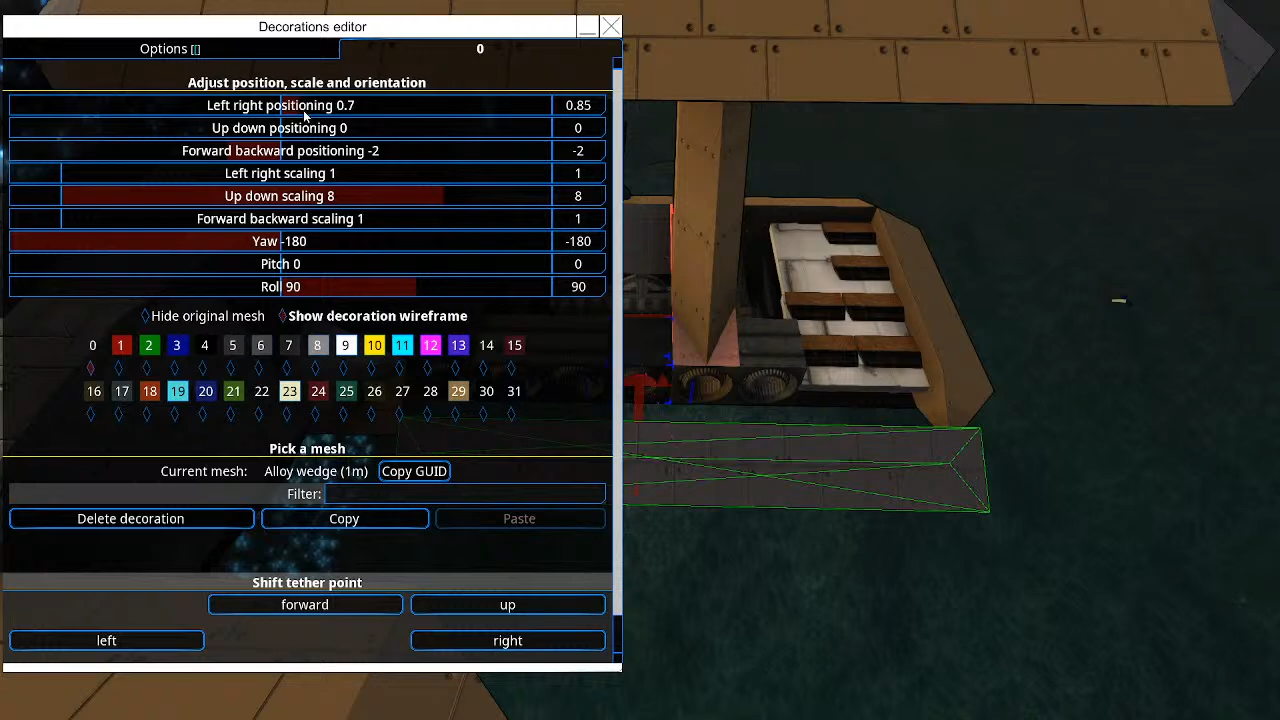 Decorations editor
Options [[] 0
Adjust position, scale and orientation
Left right positioning 0.7 0.85
Up down positioning 0 0
Forward backward positioning -2 -2
Left right scaling 1 1
Up down scaling 8 8
Forward backward scaling 1 1
Yaw -180 -180
Pitch 0 0
Roll 90 90
Hide original mesh Show decoration wireframe
0 1 2 3 4 5 6 7 8 9 10 11 12 13 14 15
16 17 18 19 20 21 22 23 24 25 26 27 28 29 30 31
Pick a mesh
Current mesh: Alloy wedge (1m) Copy GUID
Filter:
Delete decoration Copy Paste
Shift tether point
forward up
left right